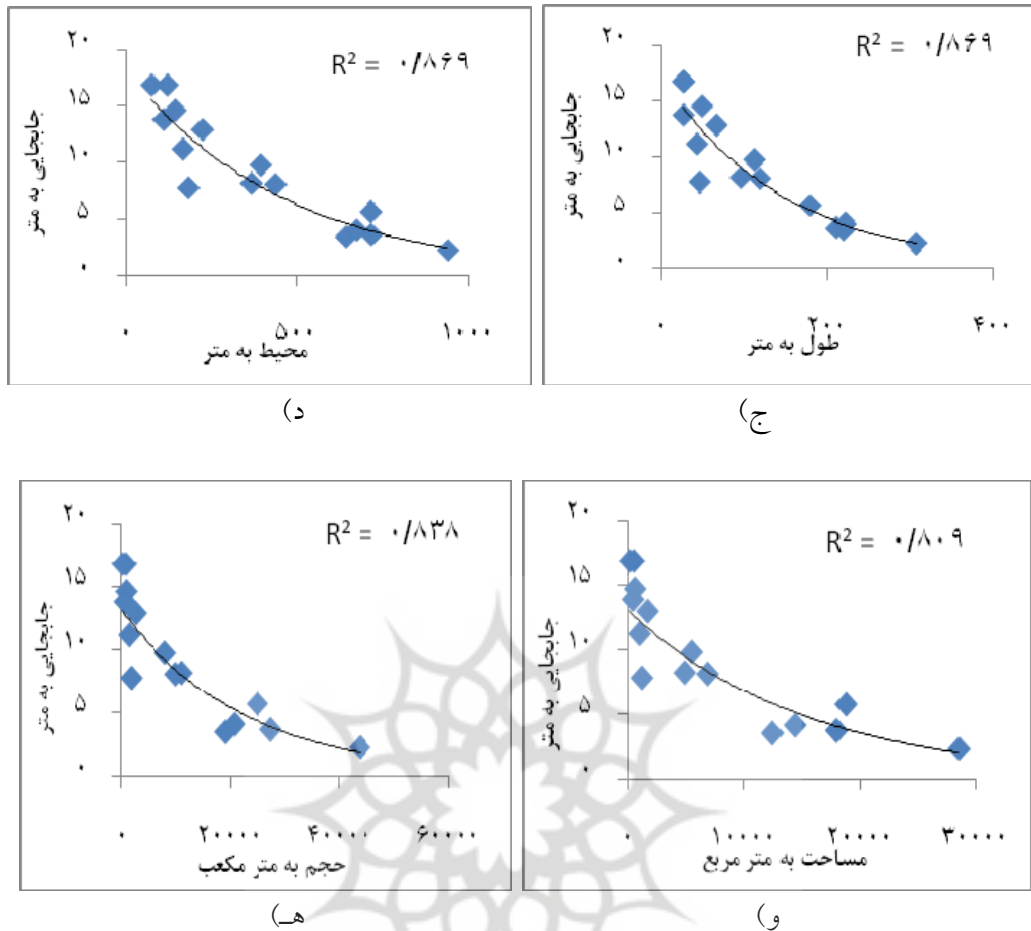 R² = ۰/۸۶۹
جابجایی به متر
۲۰
۱۵
۱۰
۵
۰
۰ ۲۰۰ ۴۰۰
طول به متر
ج)
R² = ۰/۸۶۹
جابجایی به متر
۲۰
۱۵
۱۰
۵
۰
۰ ۵۰۰ ۱۰۰۰
محیط به متر
د)
R² = ۰/۸۰۹
جابجایی به متر
۲۰
۱۵
۱۰
۵
۰
۰ ۱۰۰۰۰ ۲۰۰۰۰ ۳۰۰۰۰
مساحت به متر مربع
و)
R² = ۰/۸۳۸
جابجایی به متر
۲۰
۱۵
۱۰
۵
۰
۰ ۲۰۰۰۰ ۴۰۰۰۰ ۶۰۰۰۰
حجم به متر مکعب
هـ)